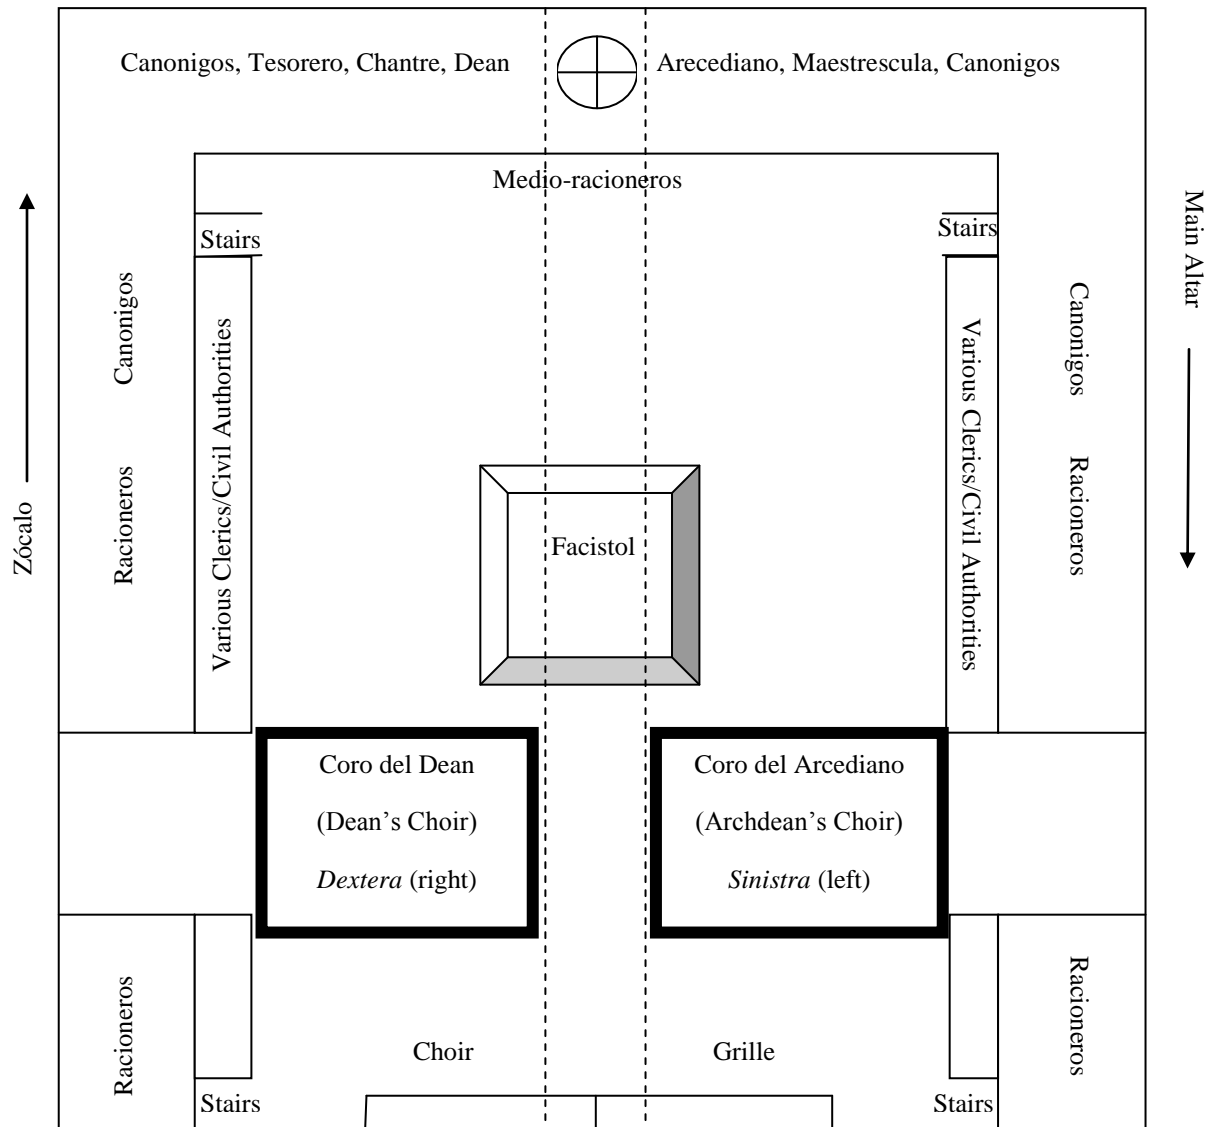 Canonigos, Tesorero, Chantre, Dean
Arecediano, Maestrescula, Canonigos
Medio-racioneros
Stairs
Stairs
Zócalo
Canonigos
Racioneros
Various Clerics/Civil Authorities
Facistol
Various Clerics/Civil Authorities
Canonigos
Racioneros
Main Altar
Coro del Dean
(Dean’s Choir)
Dextera (right)
Coro del Arcediano
(Archdean’s Choir)
Sinistra (left)
Racioneros
Racioneros
Choir
Grille
Stairs
Stairs